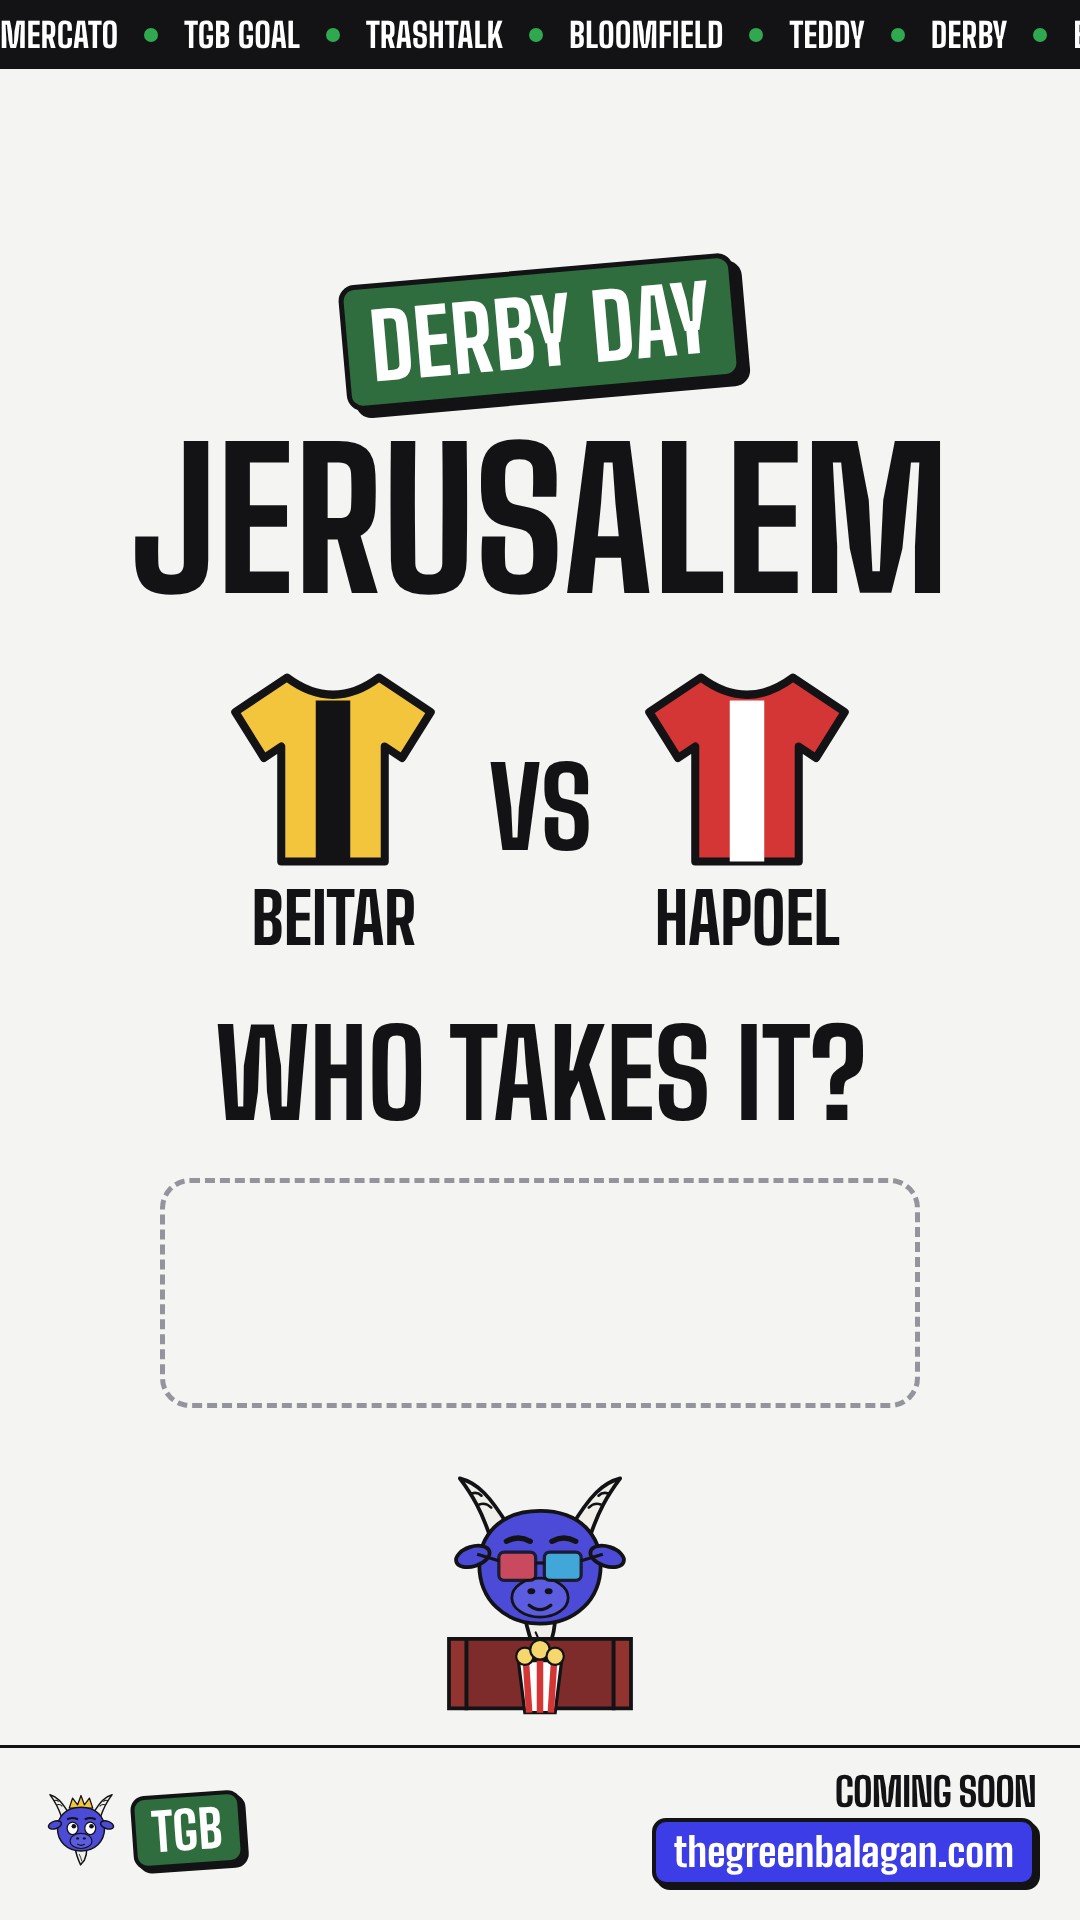 MERCATO • TGB GOAL • TRASHTALK • BLOOMFIELD • TEDDY • DERBY •
DERBY DAY
JERUSALEM
VS
BEITAR
HAPOEL
WHO TAKES IT?
TGB
COMING SOON
thegreenbalagan.com